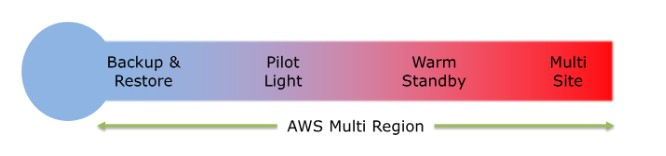 Backup &
Restore
Pilot
Light
Warm
Standby
Multi
Site
AWS Multi Region